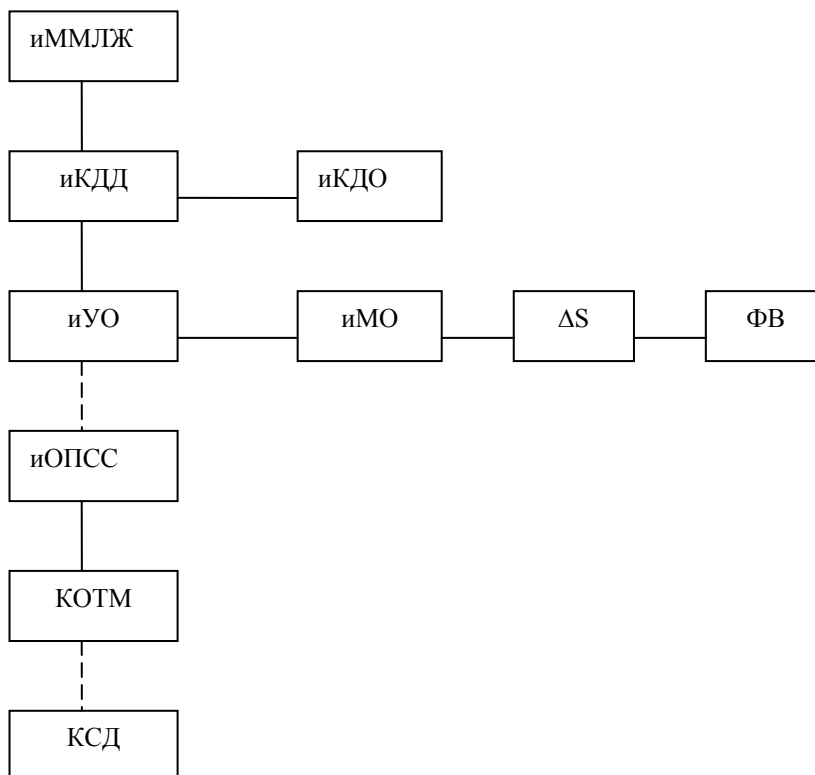 иММЛЖ
иКДД
иКДО
иУО
иМО
ΔS
ФВ
иОПСС
КОТМ
КСД